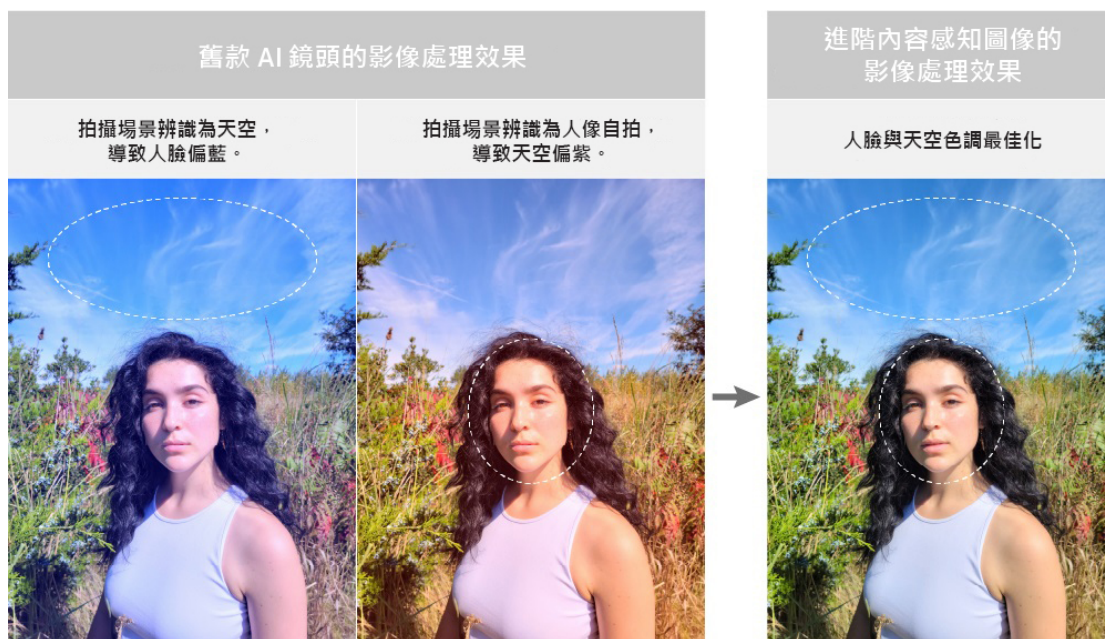 舊款 AI 鏡頭的影像處理效果
進階內容感知圖像的
影像處理效果
拍攝場景辨識為天空，
導致人臉偏藍。
拍攝場景辨識為人像自拍，
導致天空偏紫。
人臉與天空色調最佳化